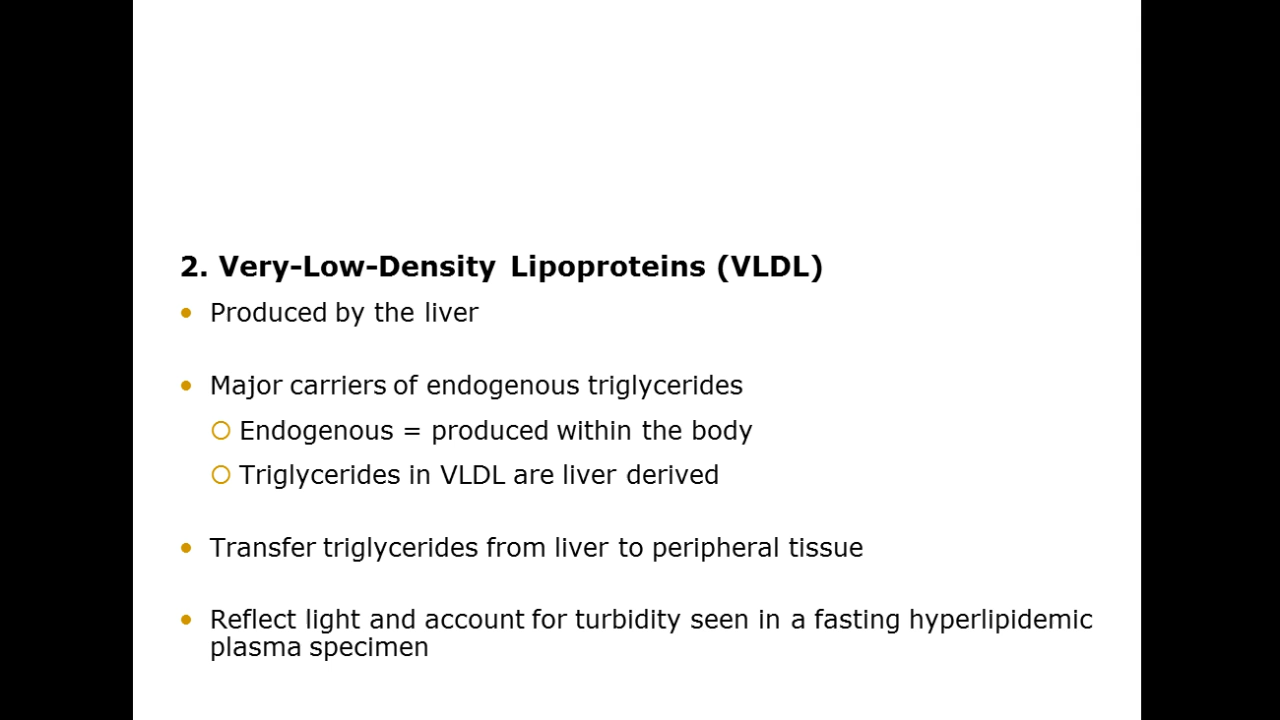 2. Very-Low-Density Lipoproteins (VLDL)
• Produced by the liver
• Major carriers of endogenous triglycerides
○ Endogenous = produced within the body
○ Triglycerides in VLDL are liver derived
• Transfer triglycerides from liver to peripheral tissue
• Reflect light and account for turbidity seen in a fasting hyperlipidemic
plasma specimen